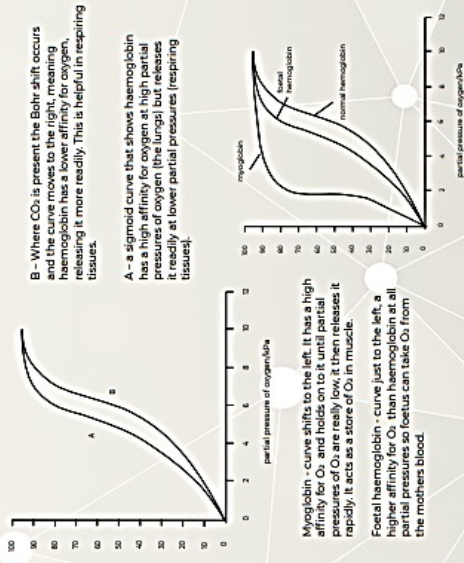 B – Where CO₂ is present the Bohr shift occurs
and the curve moves to the right, meaning
haemoglobin has a lower affinity for oxygen,
releasing it more readily. This is helpful in respiring
tissues.
A – a sigmoid curve that shows haemoglobin
has a high affinity for oxygen at high partial
pressures of oxygen (the lungs) but releases
it readily at lower partial pressures (respiring
tissues).
100
90
80
70
60
50
40
30
20
10
0
A
B
0 2 4 6 8 10 12
partial pressure of oxygen/kPa
Myoglobin - curve shifts to the left. It has a high
affinity for O₂ and holds on to it until partial
pressures of O₂ are really low, it then releases it
rapidly. It acts as a store of O₂ in muscle.
Foetal haemoglobin - curve just to the left, a
higher affinity for O₂ than haemoglobin at all
partial pressures so foetus can take O₂ from
the mothers blood.
100
90
80
70
60
50
40
30
20
10
0
myoglobin
foetal
hemoglobin
normal hemoglobin
0 2 4 6 8 10 12
partial pressure of oxygen/kPa